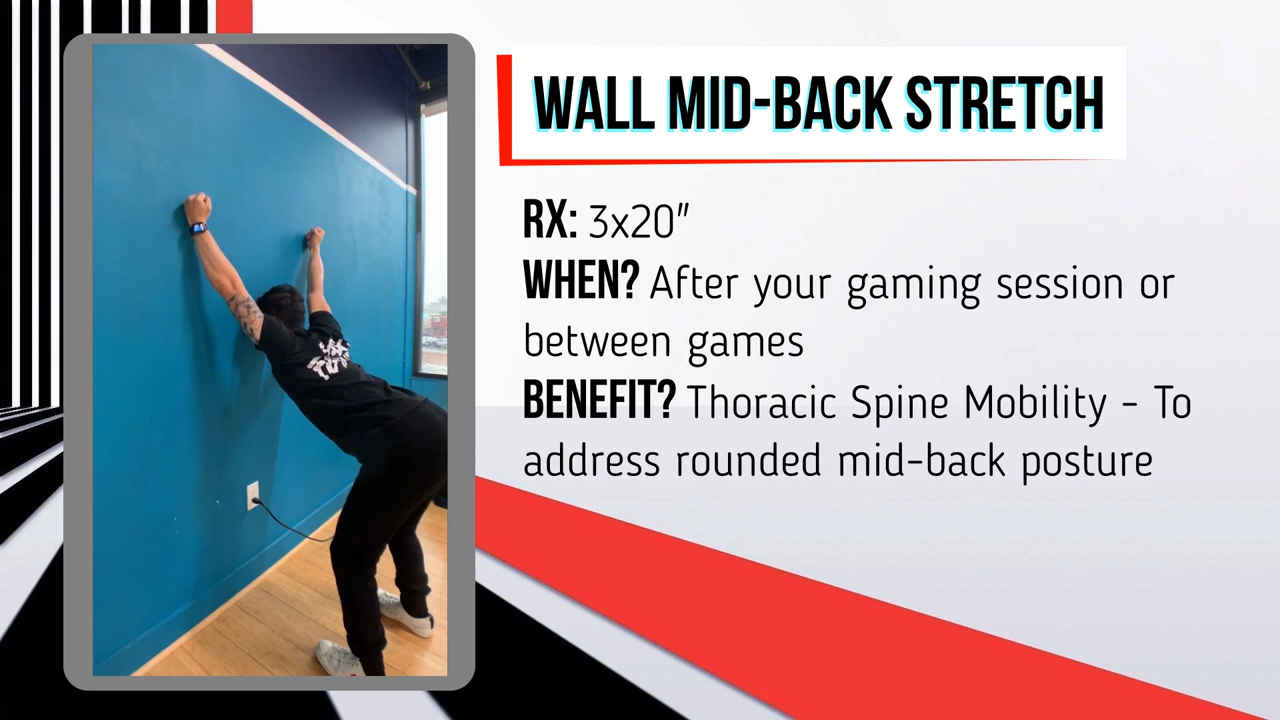 WALL MID-BACK STRETCH
RX: 3x20"
WHEN? After your gaming session or
between games
BENEFIT? Thoracic Spine Mobility - To
address rounded mid-back posture